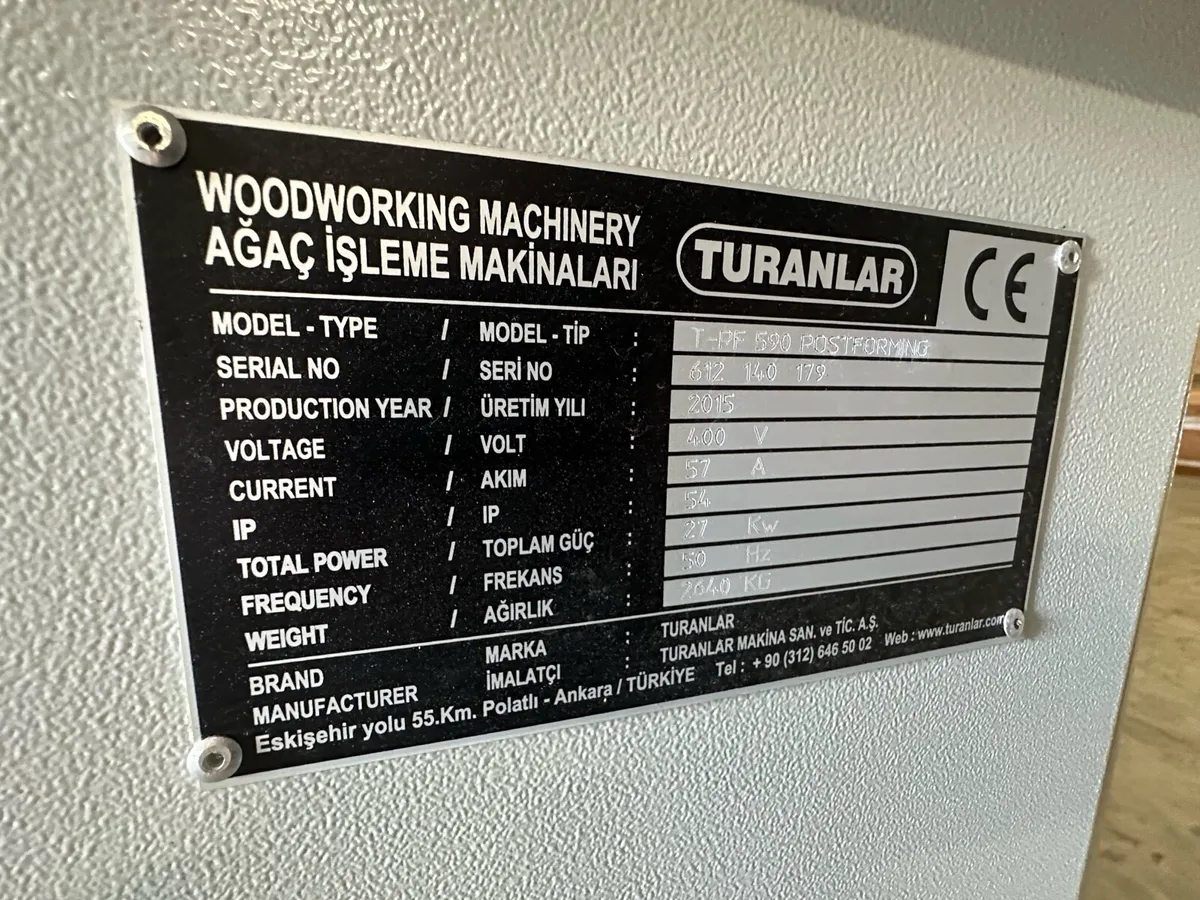 WOODWORKING MACHINERY
AĞAÇ İŞLEME MAKİNALARI
TURANLAR
CE
MODEL - TYPE / MODEL - TİP : T-PF 590 POSTFORMING
SERIAL NO / SERİ NO : 612 140 179
PRODUCTION YEAR / ÜRETİM YILI : 2015
VOLTAGE / VOLT : 400 V
CURRENT / AKIM : 57 A
IP / IP : 54
TOTAL POWER / TOPLAM GÜÇ : 27 Kw
FREQUENCY / FREKANS : 50 Hz
WEIGHT / AĞIRLIK : 2640 KG
BRAND MARKA : TURANLAR
MANUFACTURER İMALATÇI : TURANLAR MAKİNA SAN. ve TİC. A.Ş.
Eskişehir yolu 55.Km. Polatlı - Ankara / TÜRKİYE Tel : + 90 (312) 646 50 02 Web : www.turanlar.com